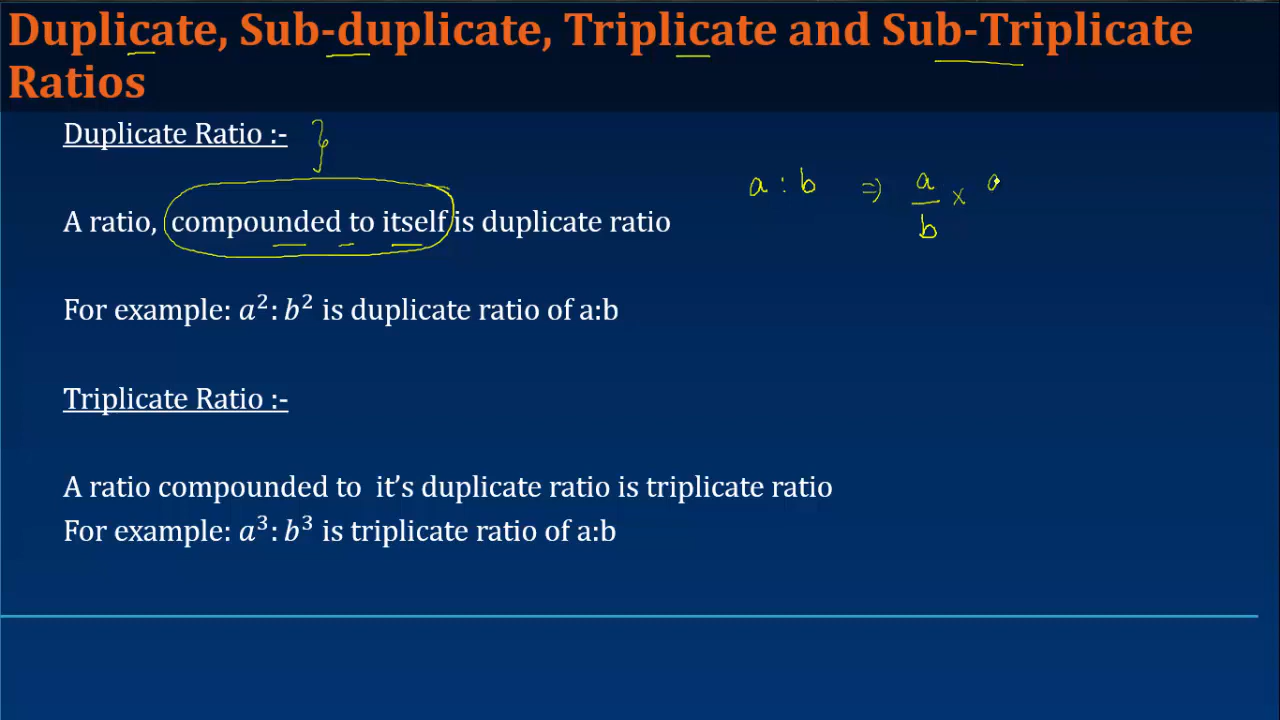 Duplicate, Sub-duplicate, Triplicate and Sub-Triplicate
Ratios
Duplicate Ratio :-
A ratio, compounded to itself is duplicate ratio
a : b ⇒ a/b × a
For example: a²: b² is duplicate ratio of a:b
Triplicate Ratio :-
A ratio compounded to it’s duplicate ratio is triplicate ratio
For example: a³: b³ is triplicate ratio of a:b